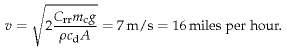 v = √(2 C_rr m_c g / ρ c_d A) = 7 m/s = 16 miles per hour.